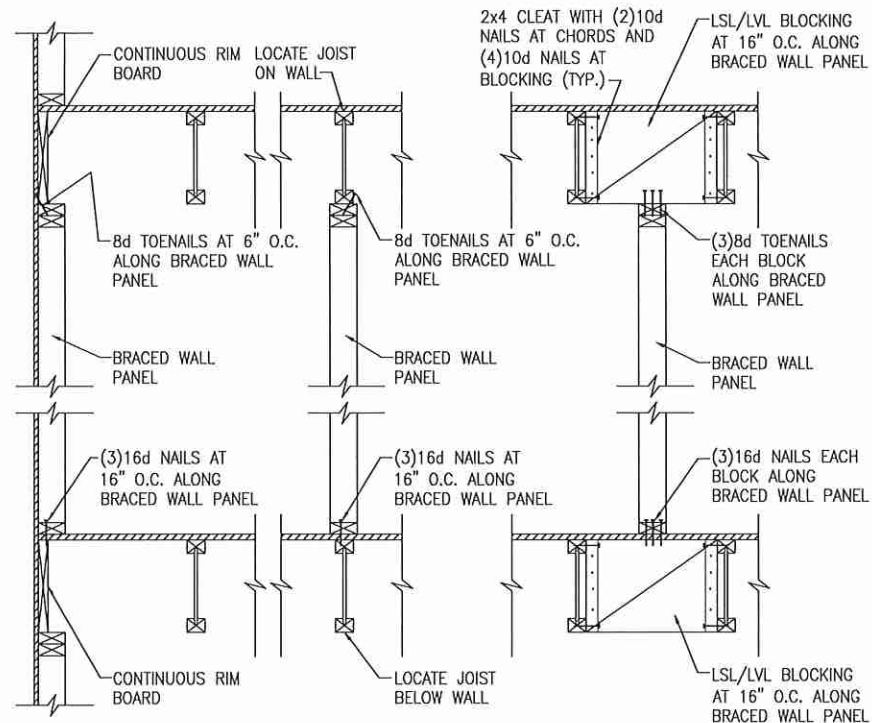 CONTINUOUS RIM
BOARD
LOCATE JOIST
ON WALL
2x4 CLEAT WITH (2)10d
NAILS AT CHORDS AND
(4)10d NAILS AT
BLOCKING (TYP.)
LSL/LVL BLOCKING
AT 16" O.C. ALONG
BRACED WALL PANEL
8d TOENAILS AT 6" O.C.
ALONG BRACED WALL
PANEL
8d TOENAILS AT 6" O.C.
ALONG BRACED WALL
PANEL
(3)8d TOENAILS
EACH BLOCK
ALONG BRACED
WALL PANEL
BRACED WALL
PANEL
BRACED WALL
PANEL
BRACED WALL
PANEL
(3)16d NAILS AT
16" O.C. ALONG
BRACED WALL PANEL
(3)16d NAILS AT
16" O.C. ALONG
BRACED WALL PANEL
(3)16d NAILS EACH
BLOCK ALONG
BRACED WALL PANEL
CONTINUOUS RIM
BOARD
LOCATE JOIST
BELOW WALL
LSL/LVL BLOCKING
AT 16" O.C. ALONG
BRACED WALL PANEL